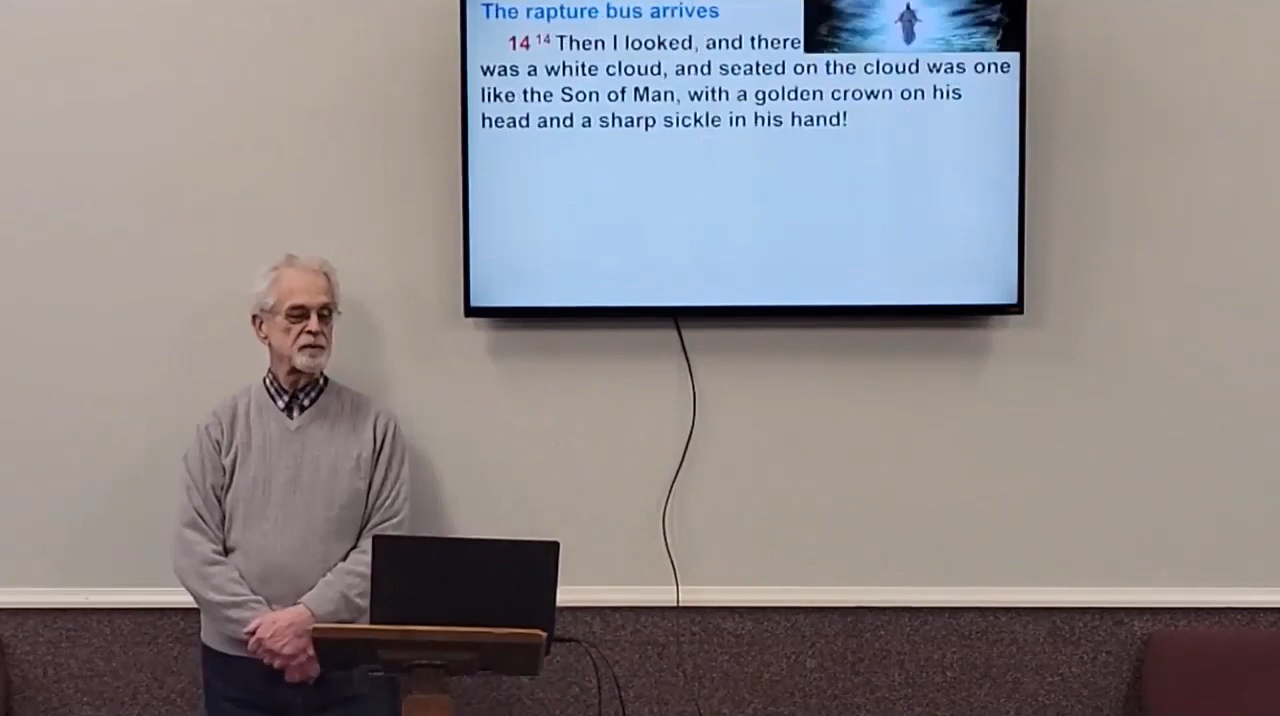 The rapture bus arrives
14 14 Then I looked, and there
was a white cloud, and seated on the cloud was one
like the Son of Man, with a golden crown on his
head and a sharp sickle in his hand!